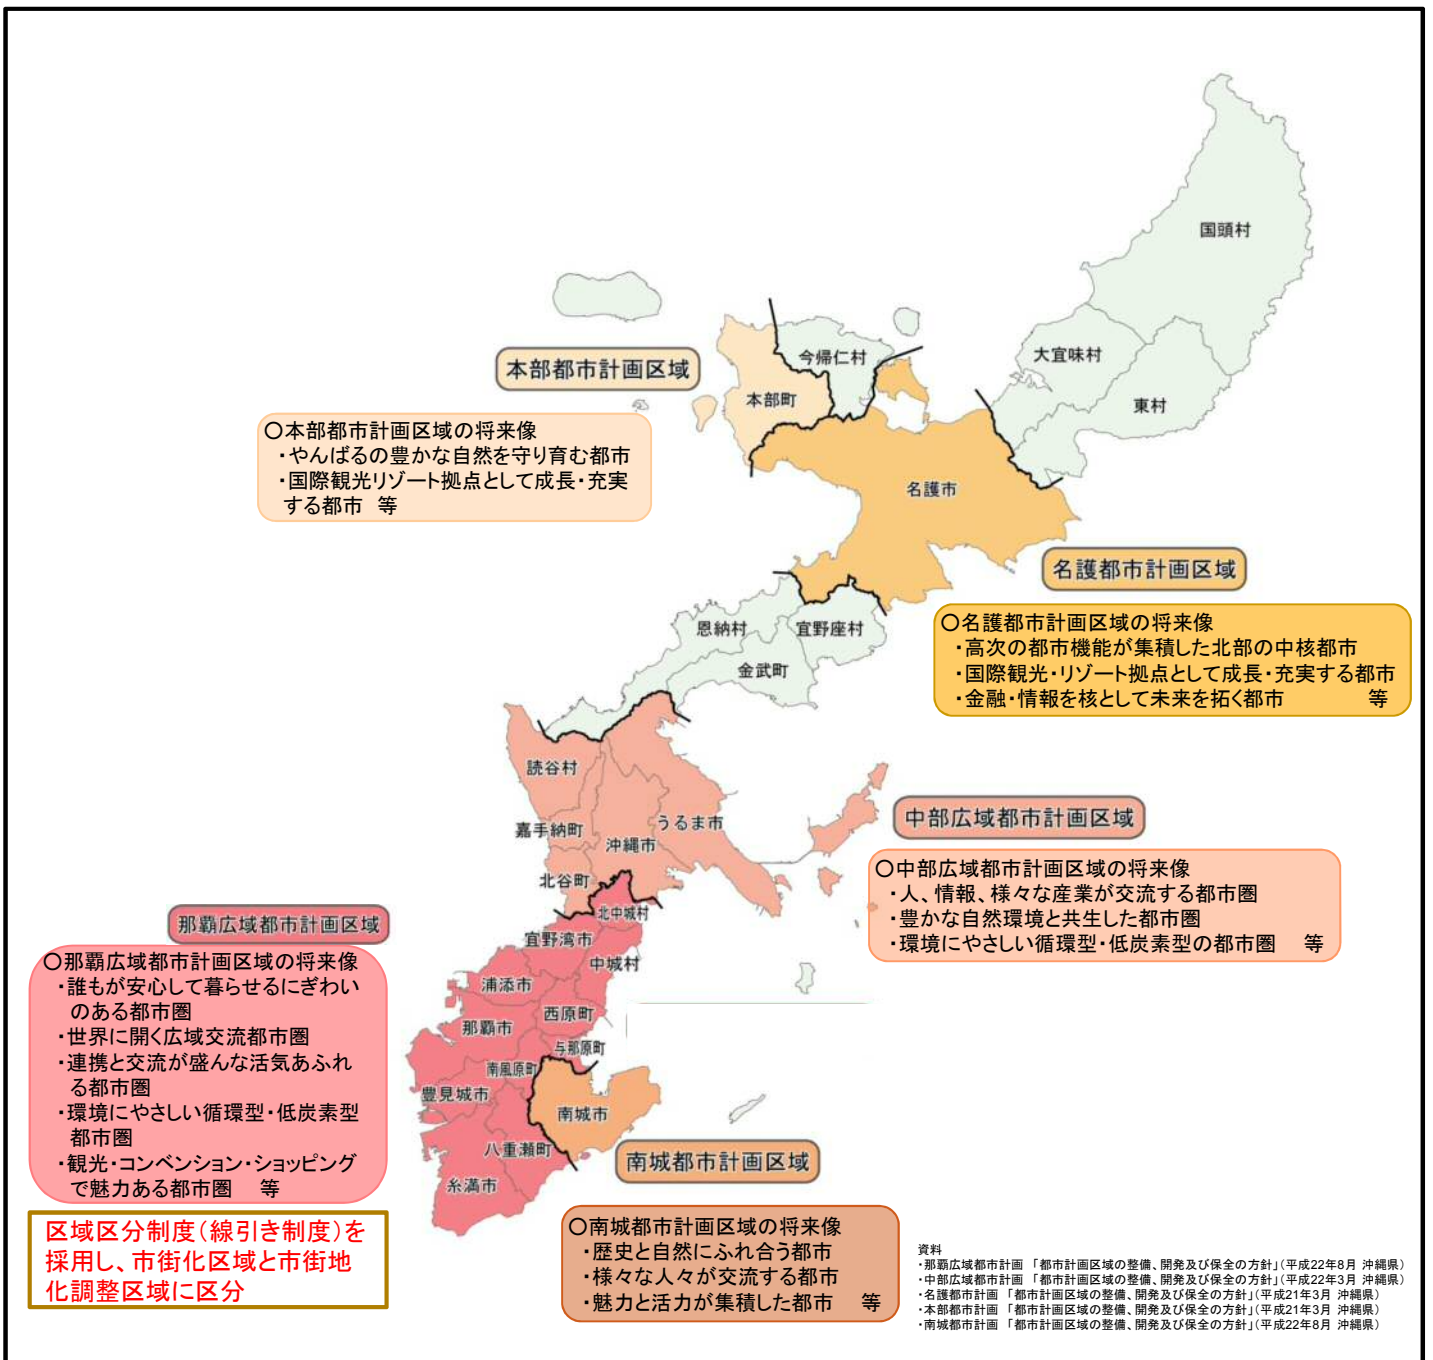 国頭村
大宜味村
東村
今帰仁村
本部都市計画区域
本部町
〇本部都市計画区域の将来像
・やんばるの豊かな自然を守り育む都市
・国際観光リゾート拠点として成長・充実
する都市 等
名護市
名護都市計画区域
〇名護都市計画区域の将来像
・高次の都市機能が集積した北部の中核都市
・国際観光・リゾート拠点として成長・充実する都市
・金融・情報を核として未来を拓く都市 等
恩納村
宜野座村
金武町
読谷村
嘉手納町
うるま市
沖縄市
北谷町
中部広域都市計画区域
〇中部広域都市計画区域の将来像
・人、情報、様々な産業が交流する都市圏
・豊かな自然環境と共生した都市圏
・環境にやさしい循環型・低炭素型の都市圏 等
北中城村
宜野湾市
中城村
浦添市
西原町
那覇市
与那原町
南風原町
豊見城市
南城市
八重瀬町
糸満市
那覇広域都市計画区域
〇那覇広域都市計画区域の将来像
・誰もが安心して暮らせるにぎわい
のある都市圏
・世界に開く広域交流都市圏
・連携と交流が盛んな活気あふれ
る都市圏
・環境にやさしい循環型・低炭素型
都市圏
・観光・コンベンション・ショッピング
で魅力ある都市圏 等
区域区分制度（線引き制度）を
採用し、市街化区域と市街地
化調整区域に区分
南城都市計画区域
〇南城都市計画区域の将来像
・歴史と自然にふれ合う都市
・様々な人々が交流する都市
・魅力と活力が集積した都市 等
資料
・那覇広域都市計画 「都市計画区域の整備、開発及び保全の方針」（平成22年8月 沖縄県）
・中部広域都市計画 「都市計画区域の整備、開発及び保全の方針」（平成22年3月 沖縄県）
・名護都市計画 「都市計画区域の整備、開発及び保全の方針」（平成21年3月 沖縄県）
・本部都市計画 「都市計画区域の整備、開発及び保全の方針」（平成21年3月 沖縄県）
・南城都市計画 「都市計画区域の整備、開発及び保全の方針」（平成22年8月 沖縄県）